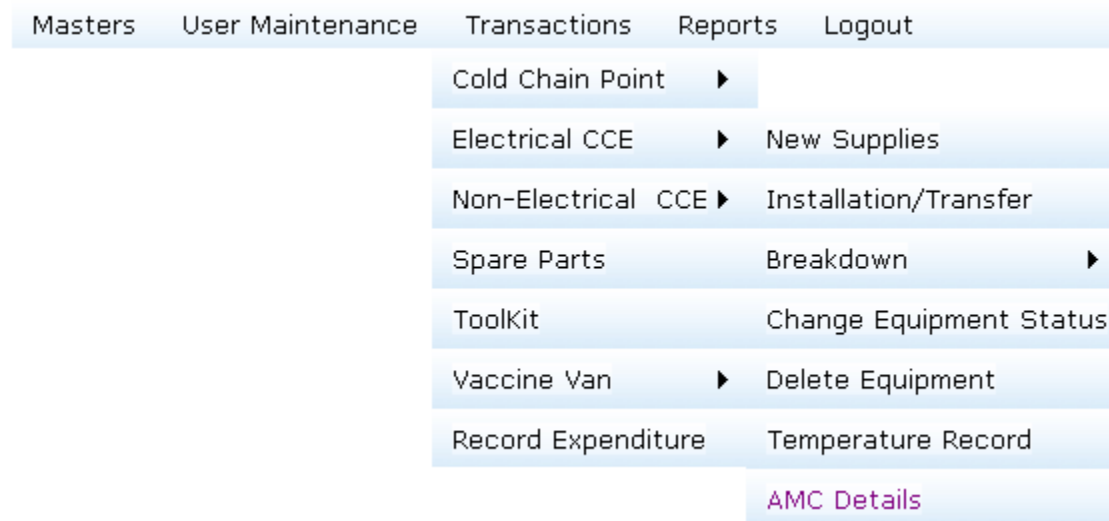 Masters User Maintenance Transactions Reports Logout
Cold Chain Point
Electrical CCE New Supplies
Non-Electrical CCE Installation/Transfer
Spare Parts Breakdown
ToolKit Change Equipment Status
Vaccine Van Delete Equipment
Record Expenditure Temperature Record
AMC Details